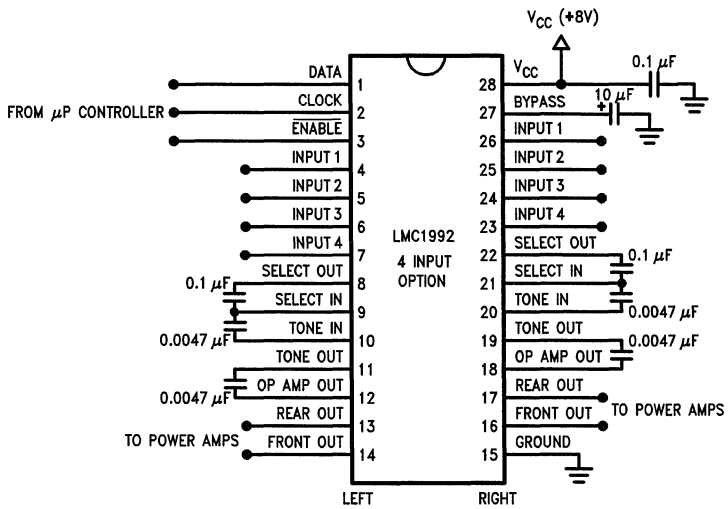 V_CC (+8V)
0.1 μF
DATA 1
28 V_CC
10 μF
+
FROM μP CONTROLLER
CLOCK 2
27 BYPASS
ENABLE 3
26 INPUT 1
INPUT 1 4
25 INPUT 2
INPUT 2 5
24 INPUT 3
INPUT 3 6
23 INPUT 4
INPUT 4 7
LMC1992
4 INPUT
OPTION
22 SELECT OUT
SELECT OUT 8
0.1 μF
0.1 μF
21 SELECT IN
SELECT IN 9
20 TONE IN
0.0047 μF
TONE IN 10
0.0047 μF
19 TONE OUT
0.0047 μF
TONE OUT 11
18 OP AMP OUT
0.0047 μF
OP AMP OUT 12
17 REAR OUT
REAR OUT 13
TO POWER AMPS
16 FRONT OUT
TO POWER AMPS
FRONT OUT 14
15 GROUND
LEFT
RIGHT